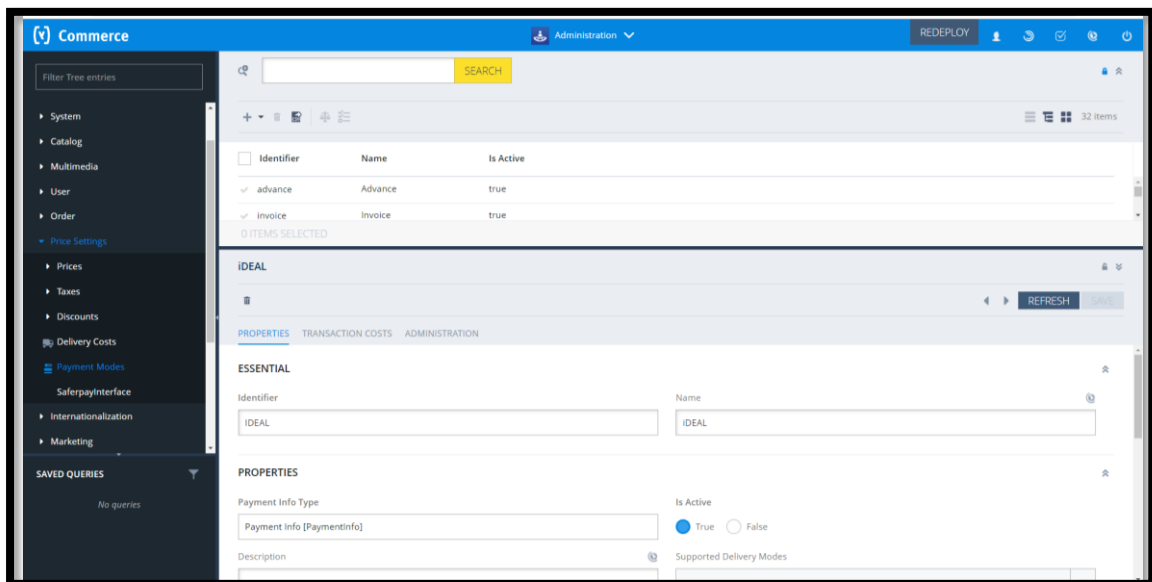 (y) Commerce
Administration
REDEPLOY
Filter Tree entries
SEARCH
System
Catalog
Multimedia
User
Order
Price Settings
Prices
Taxes
Discounts
Delivery Costs
Payment Modes
SaferpayInterface
Internationalization
Marketing
SAVED QUERIES
No queries
32 items
Identifier Name Is Active
advance Advance true
invoice Invoice true
0 ITEMS SELECTED
iDEAL
REFRESH SAVE
PROPERTIES TRANSACTION COSTS ADMINISTRATION
ESSENTIAL
Identifier Name
IDEAL iDEAL
PROPERTIES
Payment Info Type Is Active
Payment Info [PaymentInfo] True False
Description Supported Delivery Modes